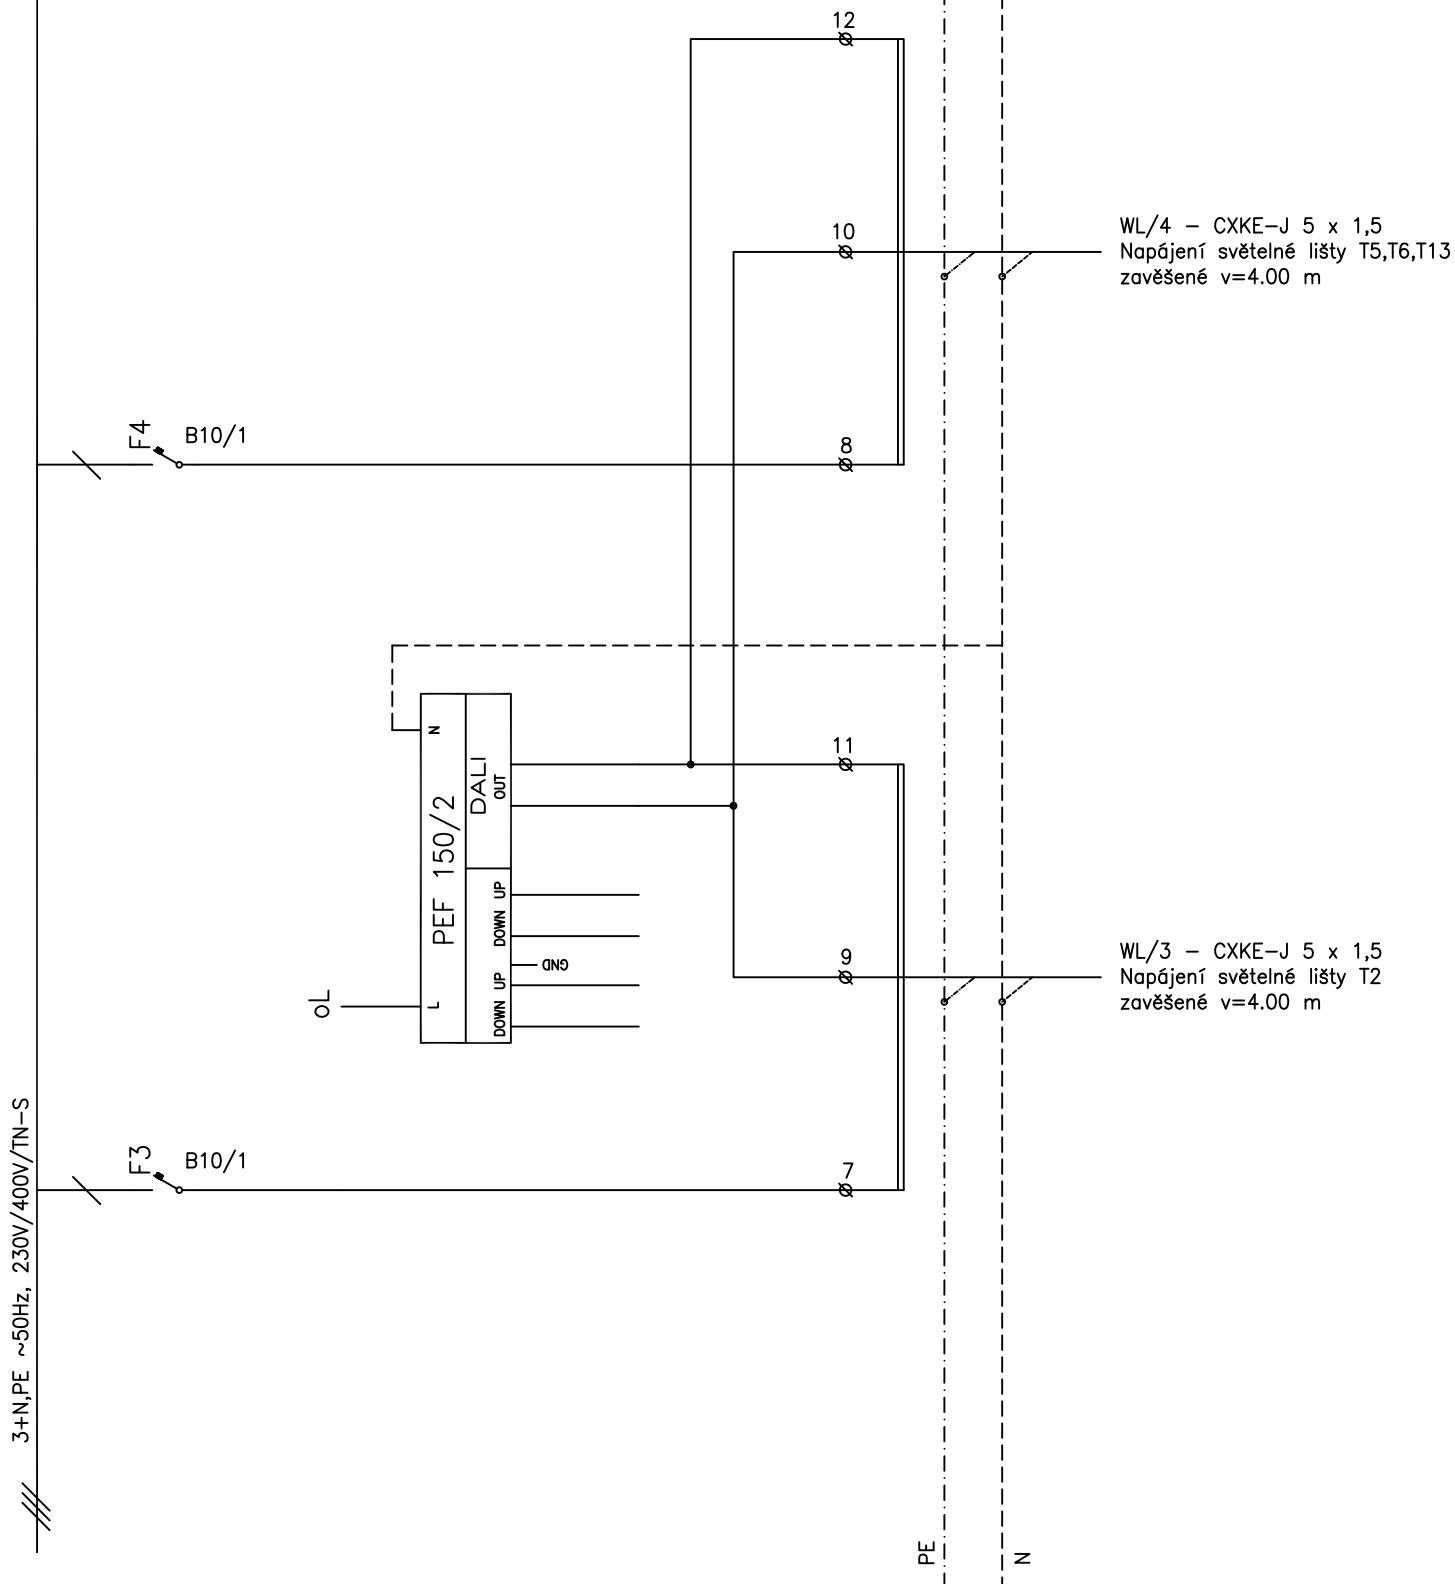 12
10
WL/4 – CXKE–J 5 x 1,5
Napájení světelné lišty T5,T6,T13
zavěšené v=4.00 m
F4
B10/1
8
N
PEF 150/2
L
DALI
OUT
11
UP
DOWN
GND
UP
DOWN
oL
9
WL/3 – CXKE–J 5 x 1,5
Napájení světelné lišty T2
zavěšené v=4.00 m
F3
B10/1
7
3+N,PE ~50Hz, 230V/400V/TN–S
PE
N